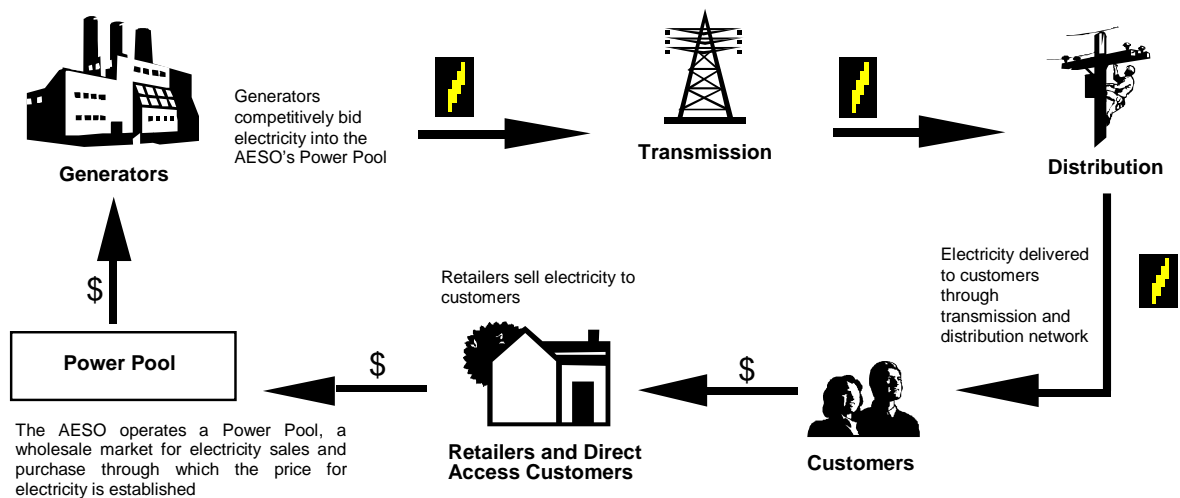 Generators
competitively bid
electricity into the
AESO's Power Pool
Generators
Transmission
Distribution
Electricity delivered
to customers
through
transmission and
distribution network
$
Retailers sell electricity to
customers
Power Pool
$
$
The AESO operates a Power Pool, a
wholesale market for electricity sales and
purchase through which the price for
electricity is established
Retailers and Direct
Access Customers
Customers